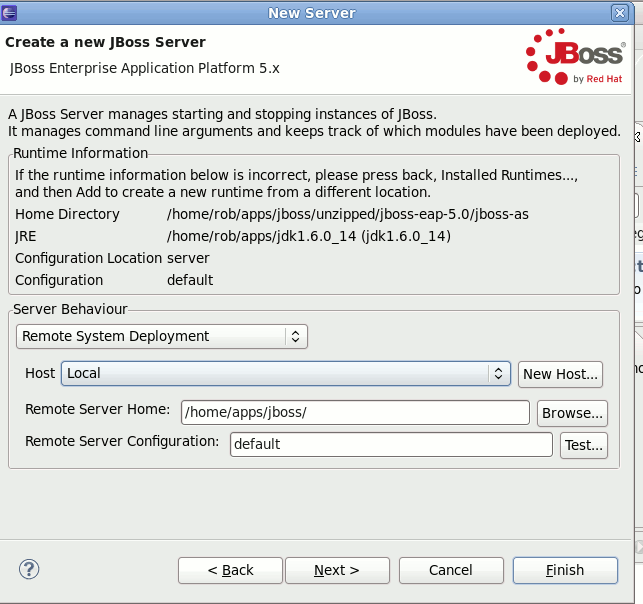 New Server
Create a new JBoss Server
JBoss Enterprise Application Platform 5.x
JBoss
by Red Hat
A JBoss Server manages starting and stopping instances of JBoss.
It manages command line arguments and keeps track of which modules have been deployed.
Runtime Information
If the runtime information below is incorrect, please press back, Installed Runtimes...,
and then Add to create a new runtime from a different location.
Home Directory /home/rob/apps/jboss/unzipped/jboss-eap-5.0/jboss-as
JRE /home/rob/apps/jdk1.6.0_14 (jdk1.6.0_14)
Configuration Location server
Configuration default
Server Behaviour
Remote System Deployment
Host Local New Host...
Remote Server Home: /home/apps/jboss/ Browse...
Remote Server Configuration: default Test...
? < Back Next > Cancel Finish